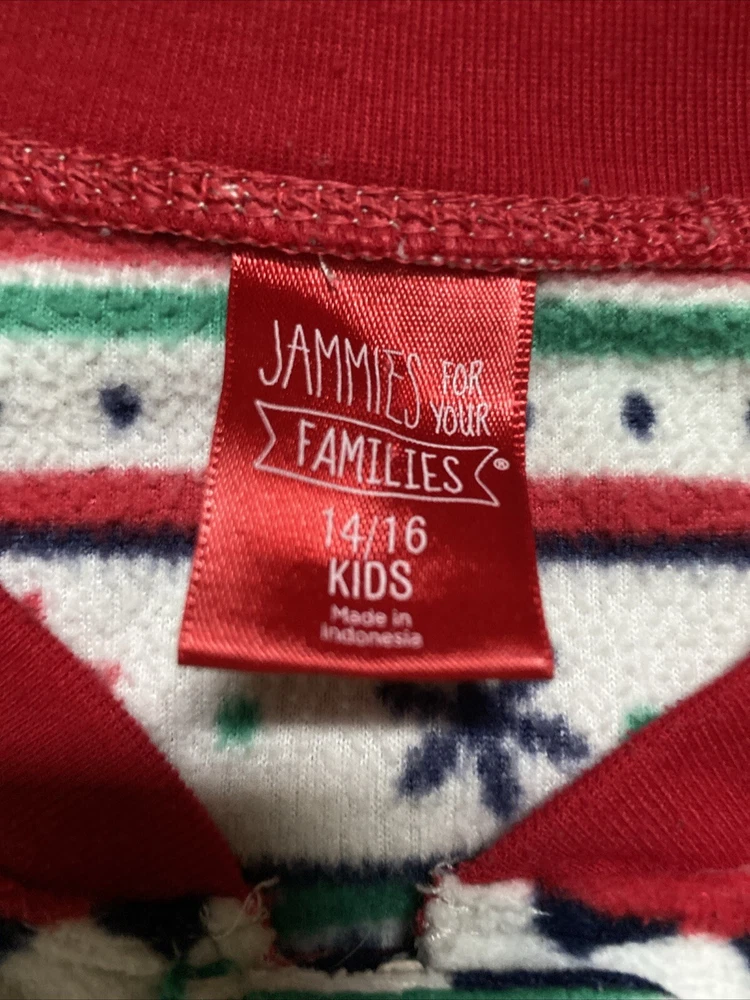 JAMMIES FOR
YOUR
FAMILIES®
14/16
KIDS
Made in
Indonesia